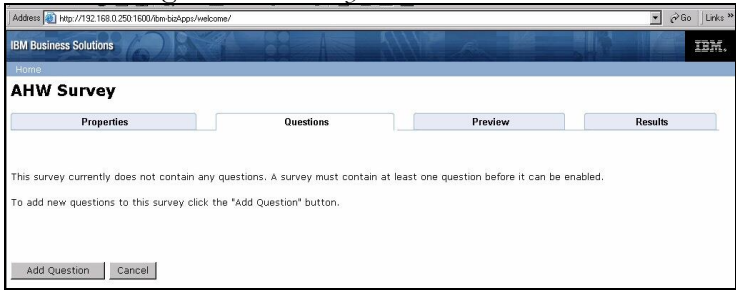 Address http://192.168.0.250:1600/ibm-bizApps/welcome/ Go Links »
IBM Business Solutions IBM.
Home
AHW Survey
Properties Questions Preview Results
This survey currently does not contain any questions. A survey must contain at least one question before it can be enabled.
To add new questions to this survey click the "Add Question" button.
Add Question Cancel